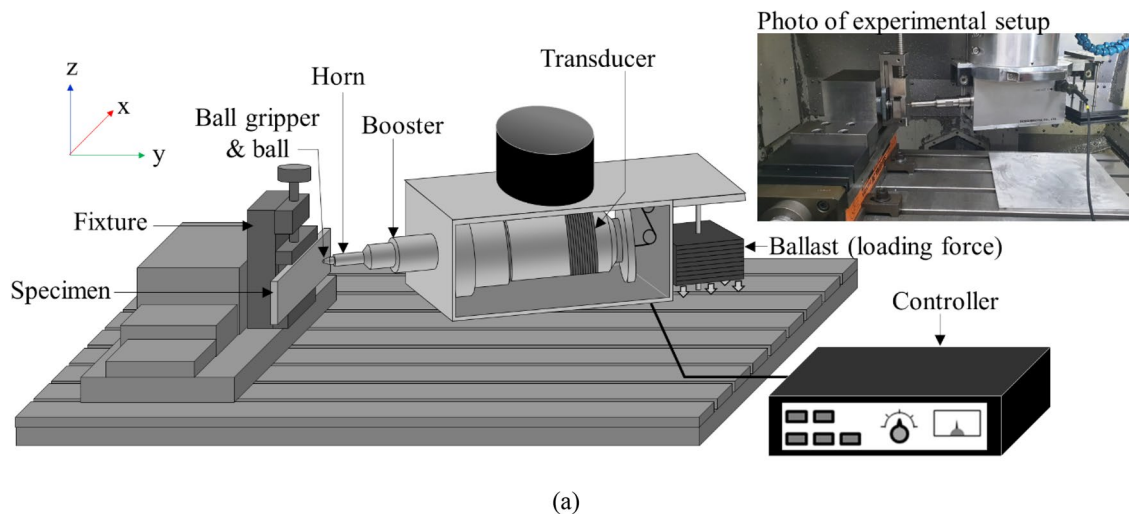 Photo of experimental setup
z
x
y
Horn
Transducer
Ball gripper
& ball
Booster
Fixture
Specimen
Ballast (loading force)
Controller
(a)